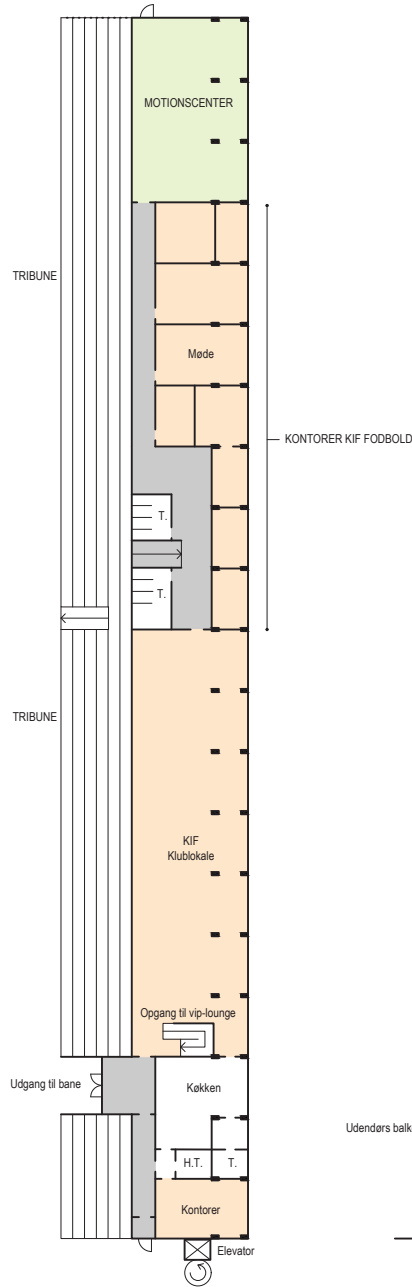 MOTIONSCENTER
TRIBUNE
Møde
KONTORER KIF FODBOLD
T.
T.
TRIBUNE
KIF
Klublokale
Opgang til vip-lounge
Udgang til bane
Køkken
Udendørs balk
H.T.
T.
Kontorer
Elevator